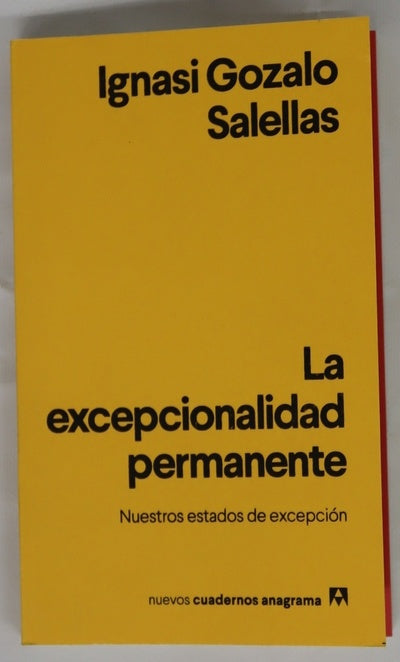 Ignasi Gozalo
Salellas
La
excepcionalidad
permanente
Nuestros estados de excepción
nuevos cuadernos anagrama